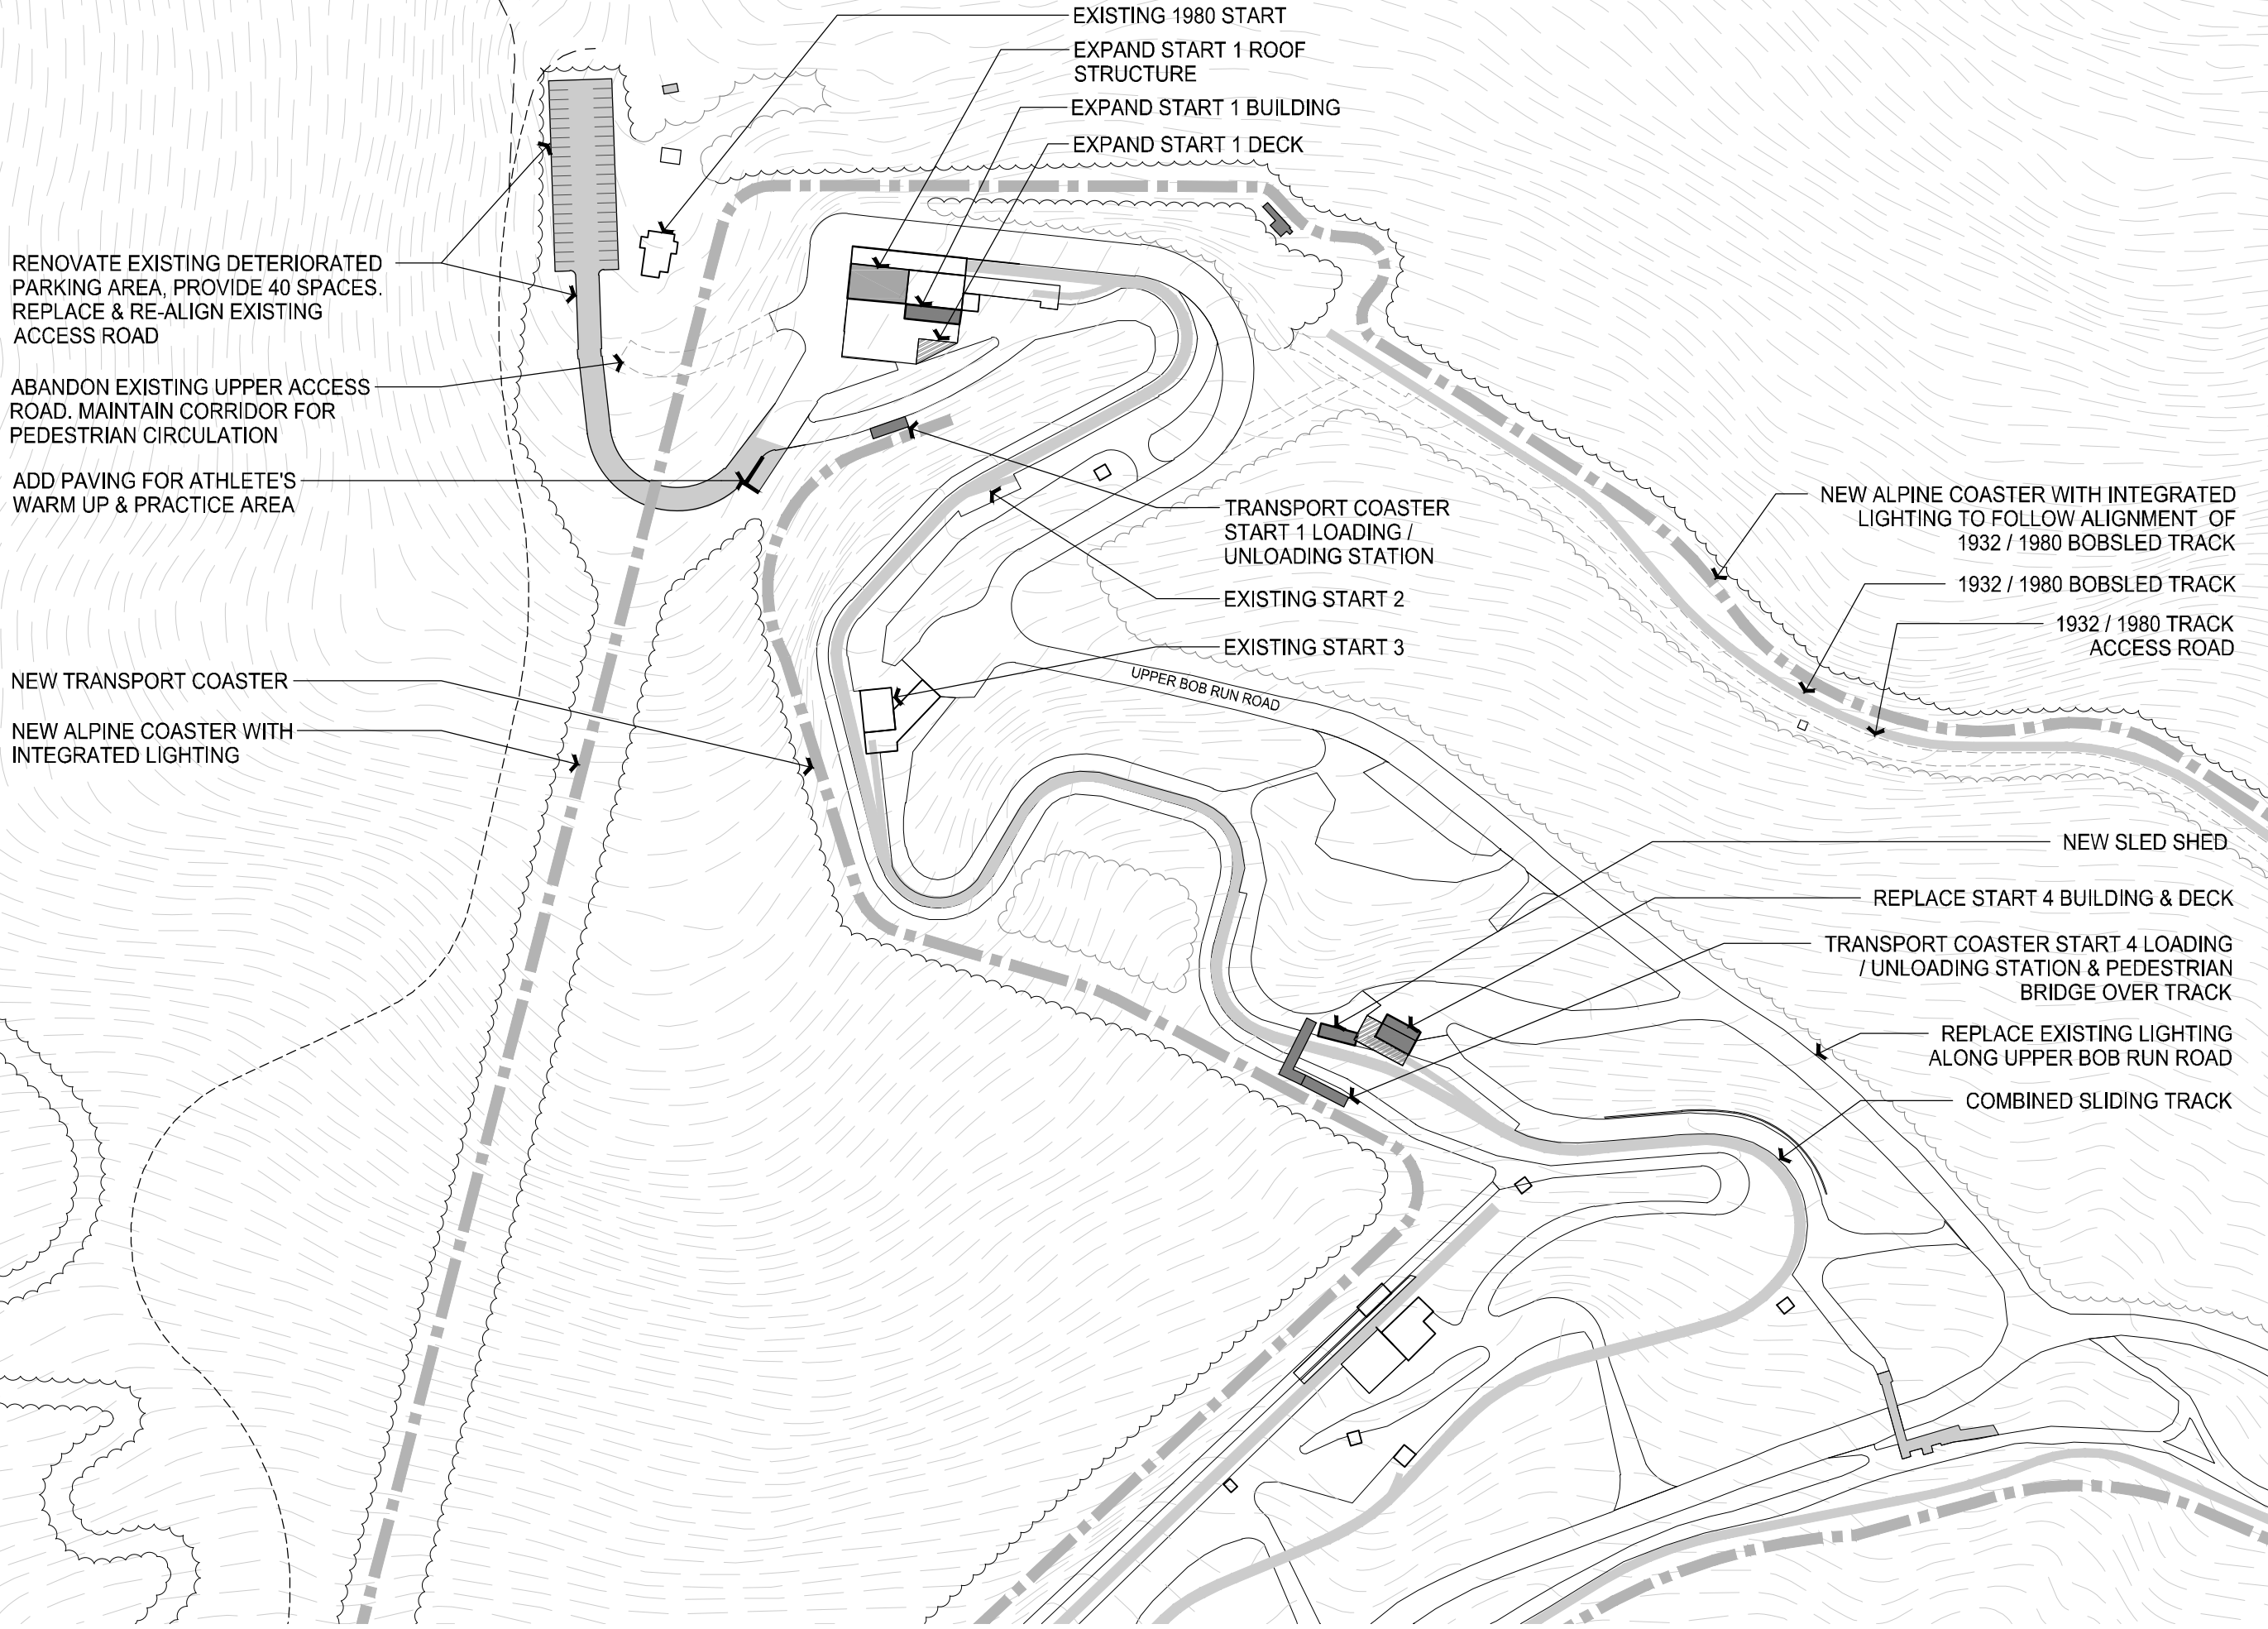 EXISTING 1980 START
EXPAND START 1 ROOF
STRUCTURE
EXPAND START 1 BUILDING
EXPAND START 1 DECK
RENOVATE EXISTING DETERIORATED
PARKING AREA, PROVIDE 40 SPACES.
REPLACE & RE-ALIGN EXISTING
ACCESS ROAD
ABANDON EXISTING UPPER ACCESS
ROAD. MAINTAIN CORRIDOR FOR
PEDESTRIAN CIRCULATION
ADD PAVING FOR ATHLETE'S
WARM UP & PRACTICE AREA
NEW TRANSPORT COASTER
NEW ALPINE COASTER WITH
INTEGRATED LIGHTING
TRANSPORT COASTER
START 1 LOADING /
UNLOADING STATION
EXISTING START 2
EXISTING START 3
UPPER BOB RUN ROAD
NEW ALPINE COASTER WITH INTEGRATED
LIGHTING TO FOLLOW ALIGNMENT OF
1932 / 1980 BOBSLED TRACK
1932 / 1980 BOBSLED TRACK
1932 / 1980 TRACK
ACCESS ROAD
NEW SLED SHED
REPLACE START 4 BUILDING & DECK
TRANSPORT COASTER START 4 LOADING
/ UNLOADING STATION & PEDESTRIAN
BRIDGE OVER TRACK
REPLACE EXISTING LIGHTING
ALONG UPPER BOB RUN ROAD
COMBINED SLIDING TRACK